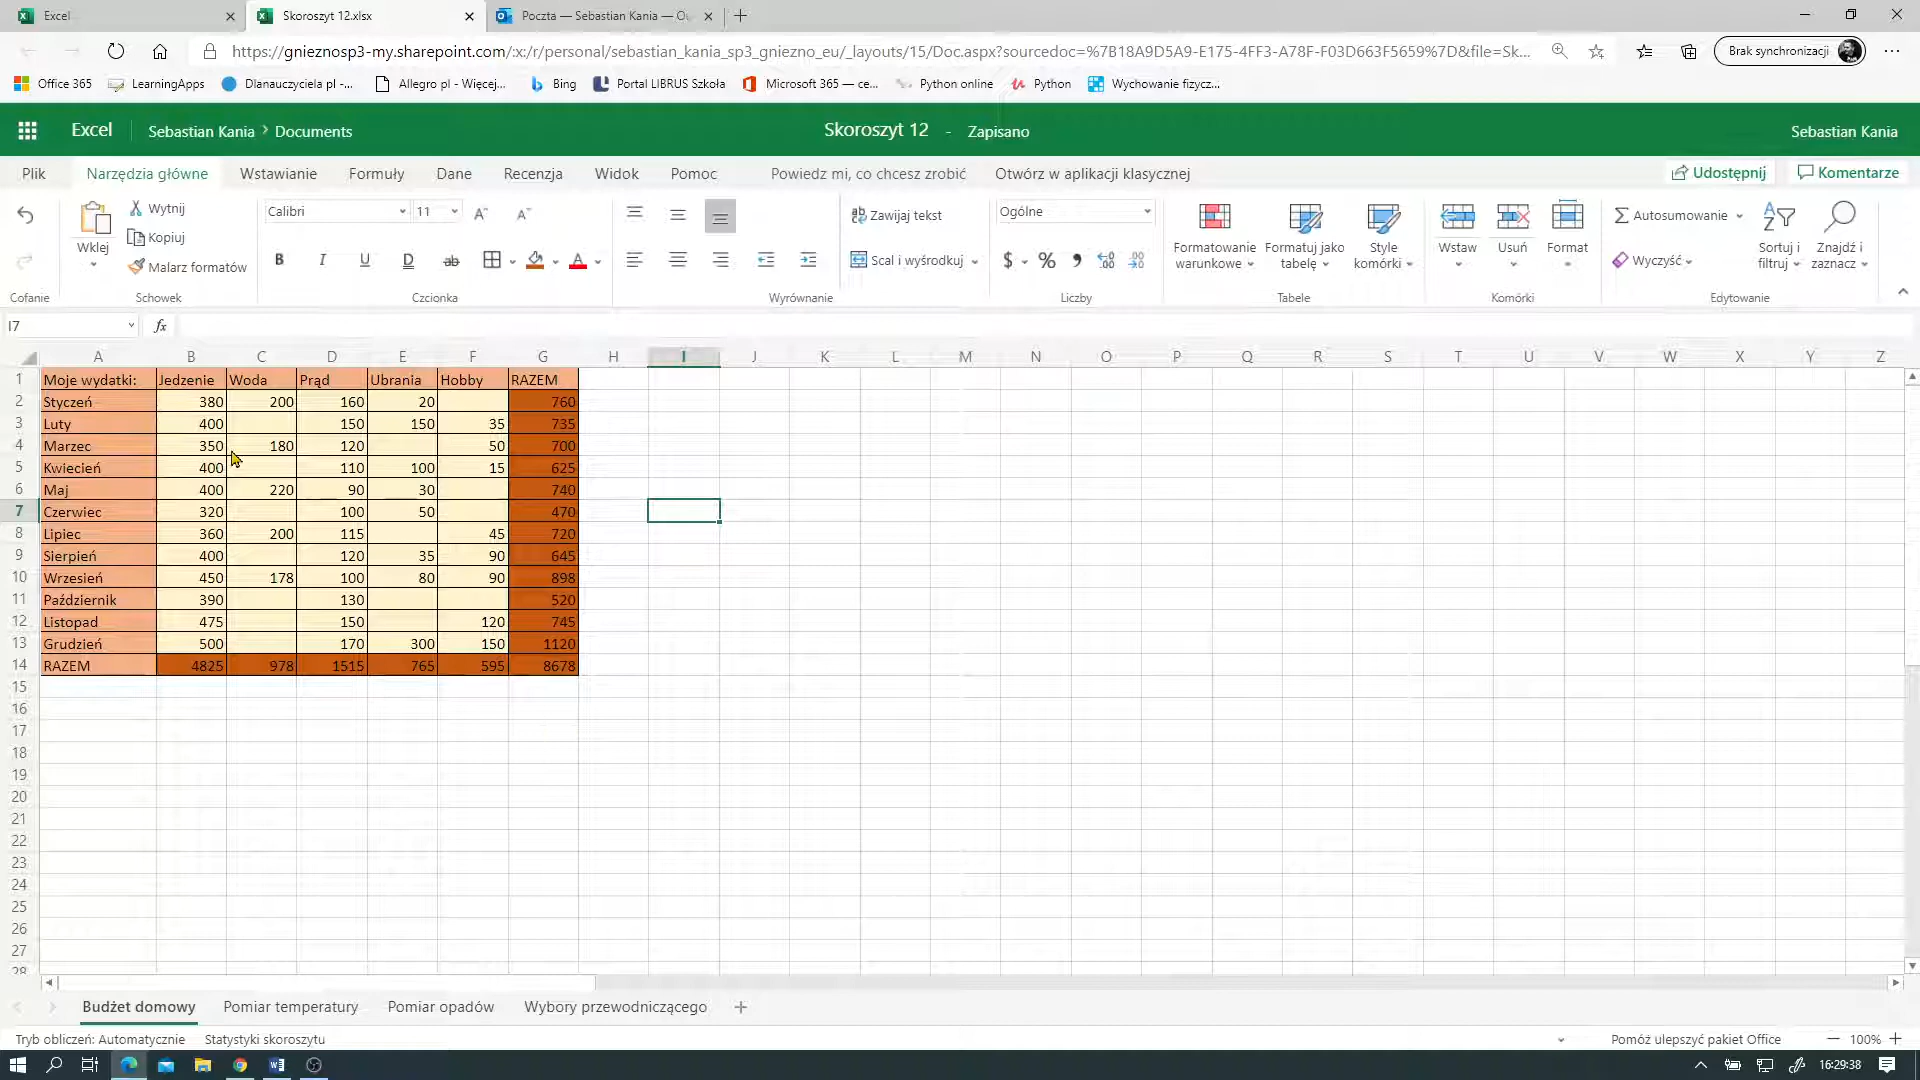 Excel
Skoroszyt 12.xlsx
Poczta — Sebastian Kania — Ou
https://gnieznosp3-my.sharepoint.com/:x:/r/personal/sebastian_kania_sp3_gniezno_eu/_layouts/15/Doc.aspx?sourcedoc=%7B18A9D5A9-E175-4FF3-A78F-F03D663F5659%7D&file=Sk...
Brak synchronizacji
Office 365
LearningApps
Dlanauczyciela pl -...
Allegro pl - Więcej...
Bing
Portal LIBRUS Szkoła
Microsoft 365 — ce...
Python online
Python
Wychowanie fizycz...
Excel
Sebastian Kania > Documents
Skoroszyt 12 - Zapisano
Sebastian Kania
Plik
Narzędzia główne
Wstawianie
Formuły
Dane
Recenzja
Widok
Pomoc
Powiedz mi, co chcesz zrobić
Otwórz w aplikacji klasycznej
Udostępnij
Komentarze
Wklej
Wytnij
Kopiuj
Malarz formatów
Calibri
11
Zawijaj tekst
Scal i wyśrodkuj
Ogólne
Formatowanie warunkowe
Formatuj jako tabelę
Style komórki
Wstaw
Usuń
Format
Autosumowanie
Wyczyść
Sortuj i filtruj
Znajdź i zaznacz
Cofanie
Schowek
Czcionka
Wyrównanie
Liczby
Tabele
Komórki
Edytowanie
I7
fx
A B C D E F G H I J K L M N O P Q R S T U V W X Y Z
1 Moje wydatki: Jedzenie Woda Prąd Ubrania Hobby RAZEM
2 Styczeń 380 200 160 20 760
3 Luty 400 150 150 35 735
4 Marzec 350 180 120 50 700
5 Kwiecień 400 110 100 15 625
6 Maj 400 220 90 30 740
7 Czerwiec 320 100 50 470
8 Lipiec 360 200 115 45 720
9 Sierpień 400 120 35 90 645
10 Wrzesień 450 178 100 80 90 898
11 Październik 390 130 520
12 Listopad 475 150 120 745
13 Grudzień 500 170 300 150 1120
14 RAZEM 4825 978 1515 765 595 8678
15
16
17
18
19
20
21
22
23
24
25
26
27
28
Budżet domowy
Pomiar temperatury
Pomiar opadów
Wybory przewodniczącego
Tryb obliczeń: Automatycznie
Statystyki skoroszytu
Pomóż ulepszyć pakiet Office
100%
16:29:38